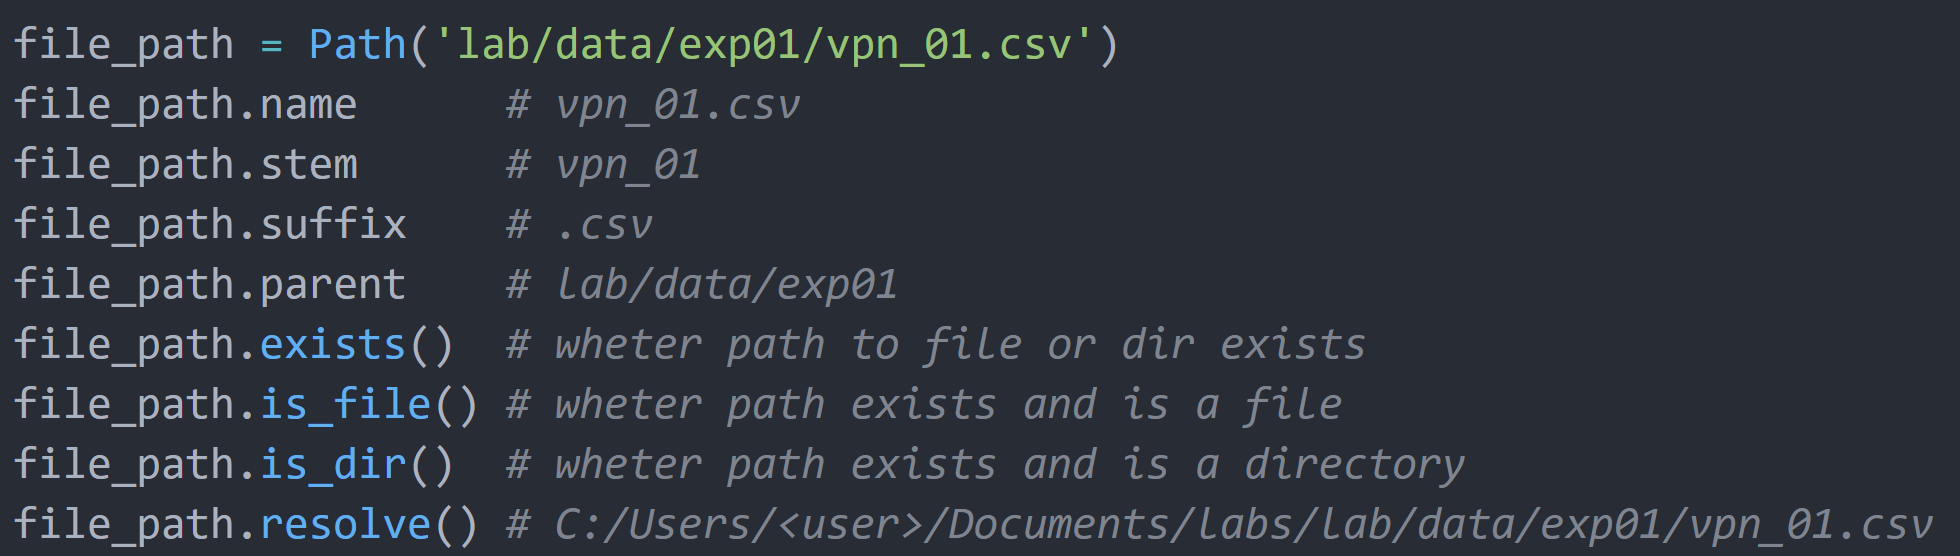 file_path = Path('lab/data/exp01/vpn_01.csv')
file_path.name      # vpn_01.csv
file_path.stem      # vpn_01
file_path.suffix    # .csv
file_path.parent    # lab/data/exp01
file_path.exists()  # wheter path to file or dir exists
file_path.is_file() # wheter path exists and is a file
file_path.is_dir()  # wheter path exists and is a directory
file_path.resolve() # C:/Users/<user>/Documents/labs/lab/data/exp01/vpn_01.csv